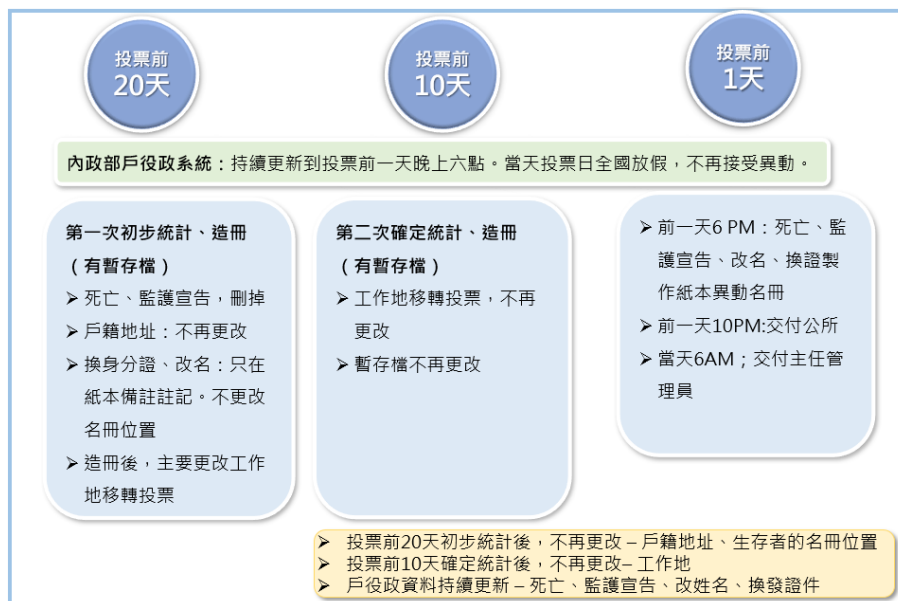 投票前
20天
投票前
10天
投票前
1天
內政部戶役政系統：持續更新到投票前一天晚上六點。當天投票日全國放假，不再接受異動。
第一次初步統計、造冊
（有暫存檔）
➢ 死亡、監護宣告，刪掉
➢ 戶籍地址：不再更改
➢ 換身分證、改名：只在
紙本備註註記。不更改
名冊位置
➢ 造冊後，主要更改工作
地移轉投票
第二次確定統計、造冊
（有暫存檔）
➢ 工作地移轉投票，不再
更改
➢ 暫存檔不再更改
➢ 前一天6 PM：死亡、監
護宣告、改名、換證製
作紙本異動名冊
➢ 前一天10PM:交付公所
➢ 當天6AM；交付主任管
理員
➢ 投票前20天初步統計後，不再更改 – 戶籍地址、生存者的名冊位置
➢ 投票前10天確定統計後，不再更改– 工作地
➢ 戶役政資料持續更新 – 死亡、監護宣告、改姓名、換發證件